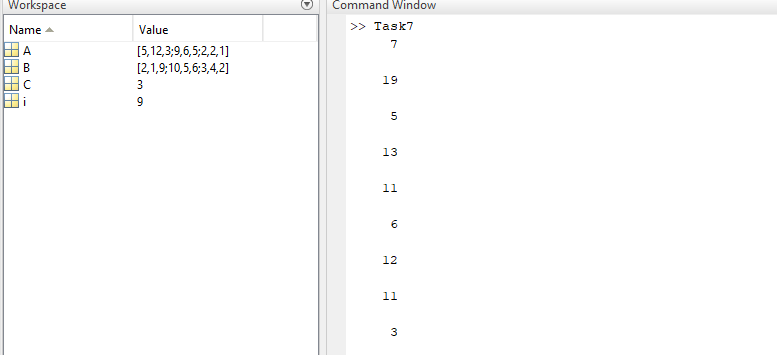 Workspace
Name Value
A [5,12,3;9,6,5;2,2,1]
B [2,1,9;10,5,6;3,4,2]
C 3
i 9
Command Window
>> Task7
7
19
5
13
11
6
12
11
3